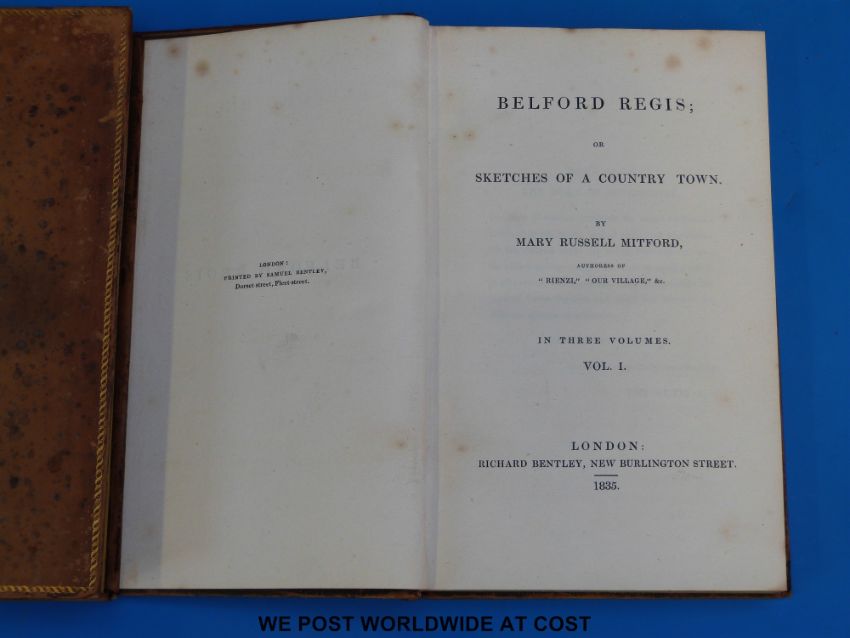 LONDON:
PRINTED BY SAMUEL BENTLEY,
Dorset-street, Fleet-street.
BELFORD REGIS;
OR
SKETCHES OF A COUNTRY TOWN.
BY
MARY RUSSELL MITFORD,
AUTHORESS OF
"RIENZI," "OUR VILLAGE," &c.
IN THREE VOLUMES.
VOL. I.
LONDON:
RICHARD BENTLEY, NEW BURLINGTON STREET.
1835.
WE POST WORLDWIDE AT COST